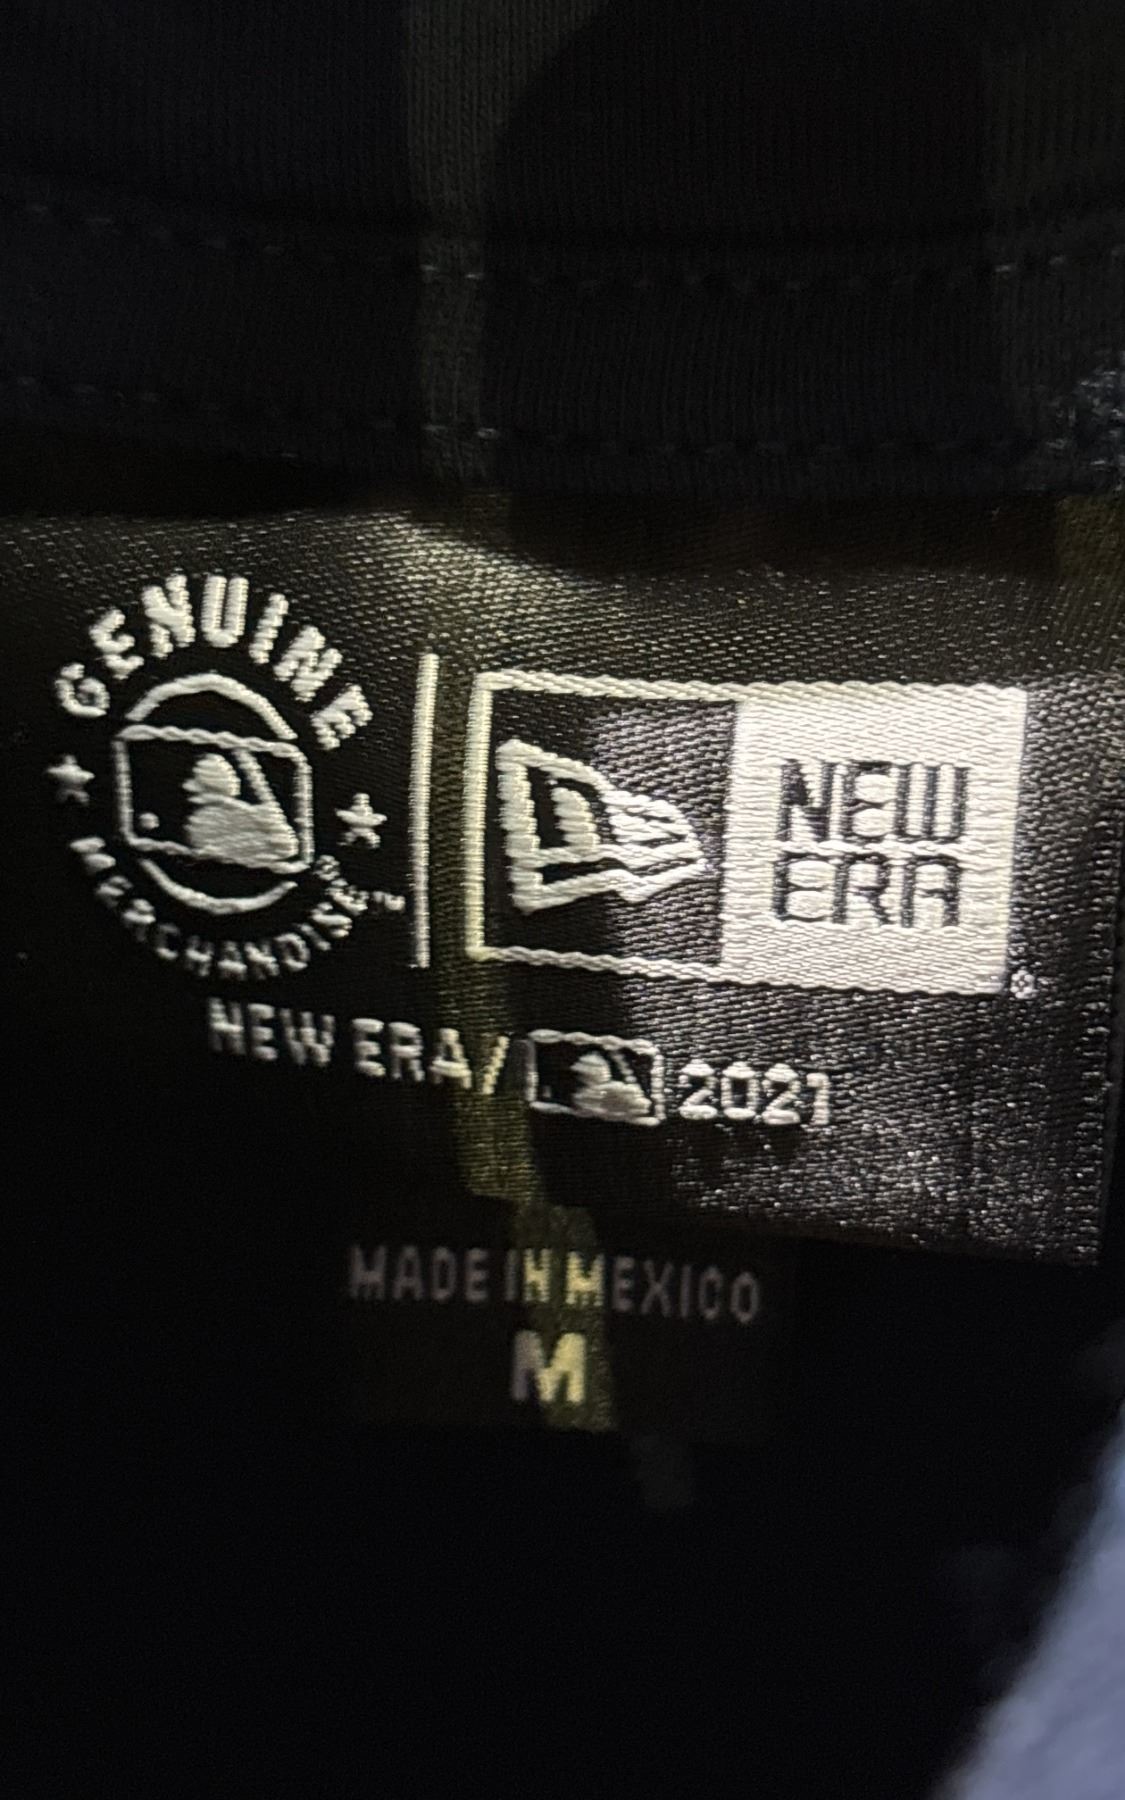 GENUINE
MERCHANDISE
NEW
ERA®
NEW ERA/ 2021
MADE IN MEXICO
M